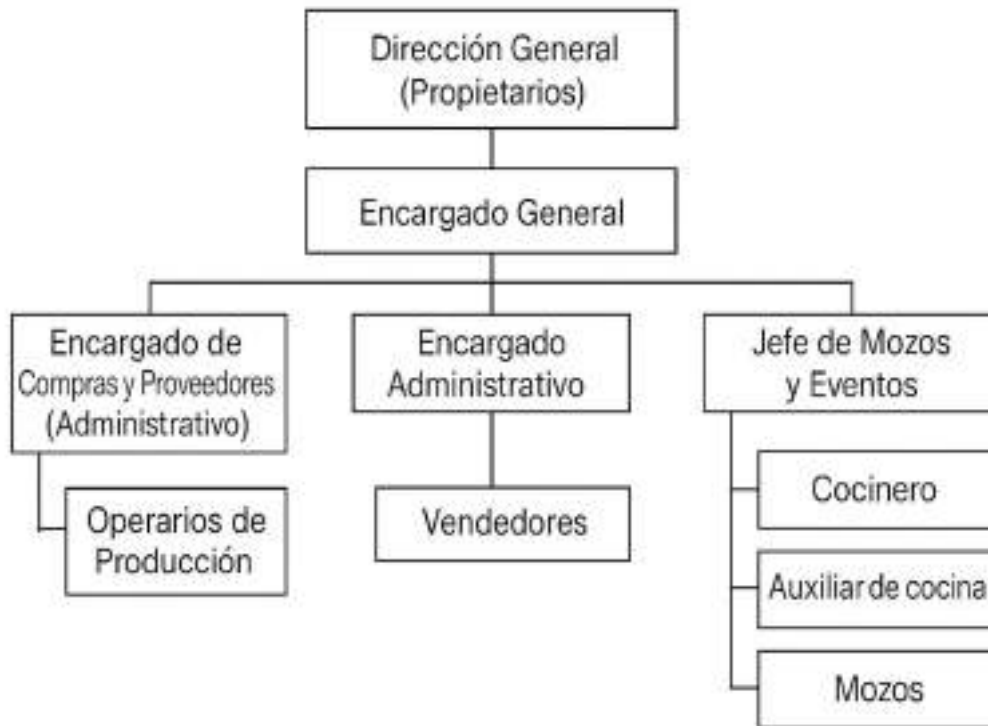 Dirección General
(Propietarios)
Encargado General
Encargado de
Compras y Proveedores
(Administrativo)
Operarios de
Producción
Encargado
Administrativo
Vendedores
Jefe de Mozos
y Eventos
Cocinero
Auxiliar de cocina
Mozos